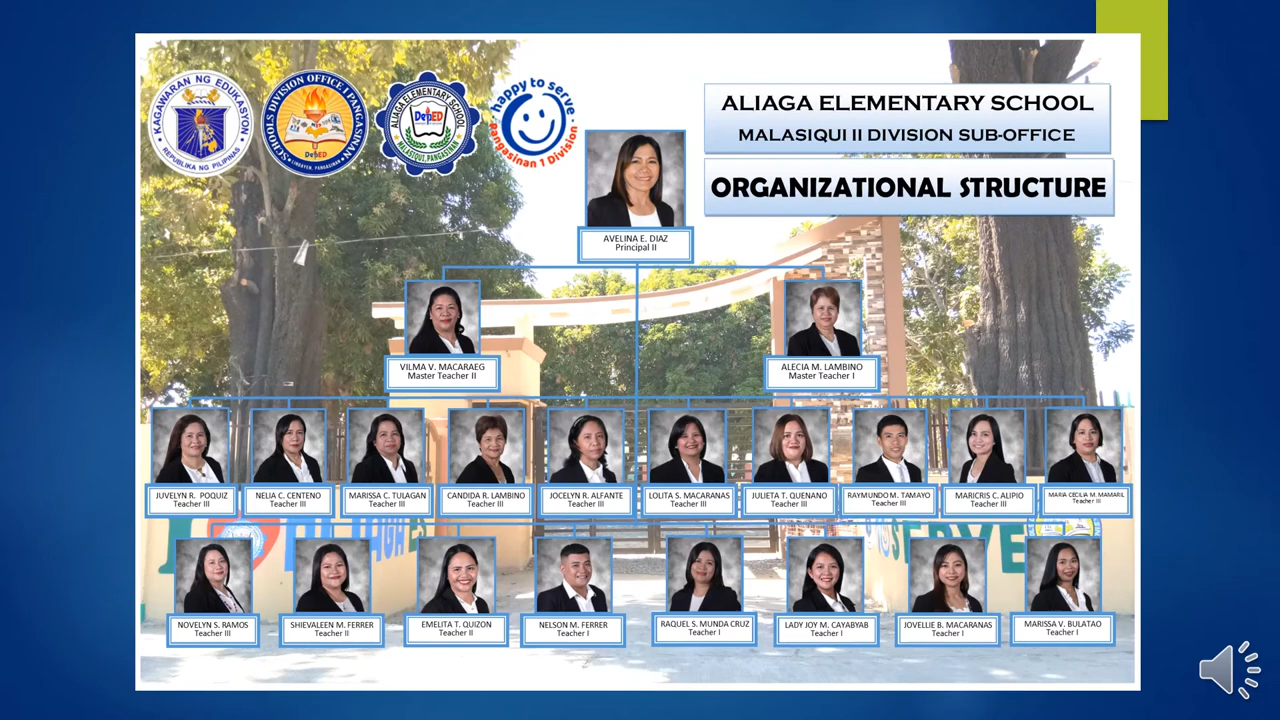 KAGAWARAN NG EDUKASYON
REPUBLIKA NG PILIPINAS
SCHOOLS DIVISION OFFICE I PANGASINAN
DepED
LINGAYEN, PANGASINAN
ALIAGA ELEMENTARY SCHOOL
DepED
MALASIQUI, PANGASINAN
happy to serve
Pangasinan 1 Division
ALIAGA ELEMENTARY SCHOOL
MALASIQUI II DIVISION SUB-OFFICE
ORGANIZATIONAL STRUCTURE
AVELINA E. DIAZ
Principal II
VILMA V. MACARAEG
Master Teacher II
ALECIA M. LAMBINO
Master Teacher I
JUVELYN R. POQUIZ
Teacher III
NELIA C. CENTENO
Teacher III
MARISSA C. TULAGAN
Teacher III
CANDIDA R. LAMBINO
Teacher III
JOCELYN R. ALFANTE
Teacher III
LOLITA S. MACARANAS
Teacher III
JULIETA T. QUENANO
Teacher III
RAYMUNDO M. TAMAYO
Teacher III
MARICRIS C. ALIPIO
Teacher III
MARIA CECILIA M. MAMARIL
Teacher III
NOVELYN S. RAMOS
Teacher III
SHIEVALEEN M. FERRER
Teacher II
EMELITA T. QUIZON
Teacher II
NELSON M. FERRER
Teacher I
RAQUEL S. MUNDA CRUZ
Teacher I
LADY JOY M. CAYABYAB
Teacher I
JOVELLIE B. MACARANAS
Teacher I
MARISSA V. BULATAO
Teacher I